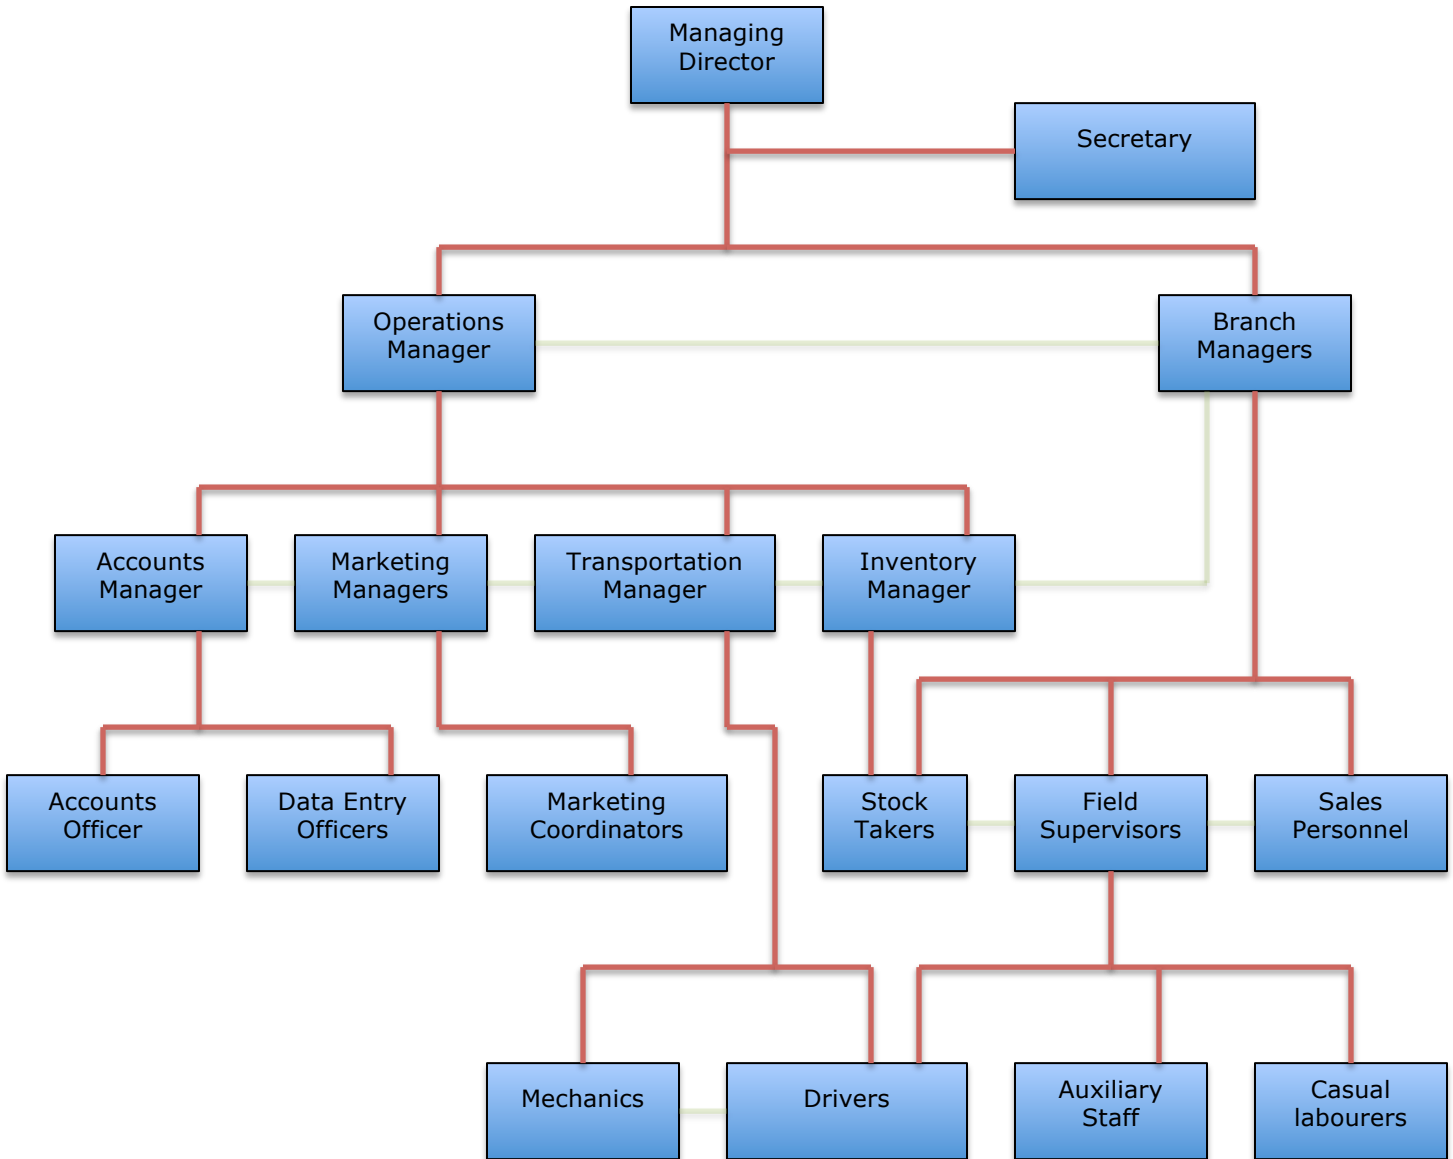 Managing
Director
Secretary
Operations
Manager
Branch
Managers
Accounts
Manager
Marketing
Managers
Transportation
Manager
Inventory
Manager
Accounts
Officer
Data Entry
Officers
Marketing
Coordinators
Stock
Takers
Field
Supervisors
Sales
Personnel
Mechanics
Drivers
Auxiliary
Staff
Casual
labourers